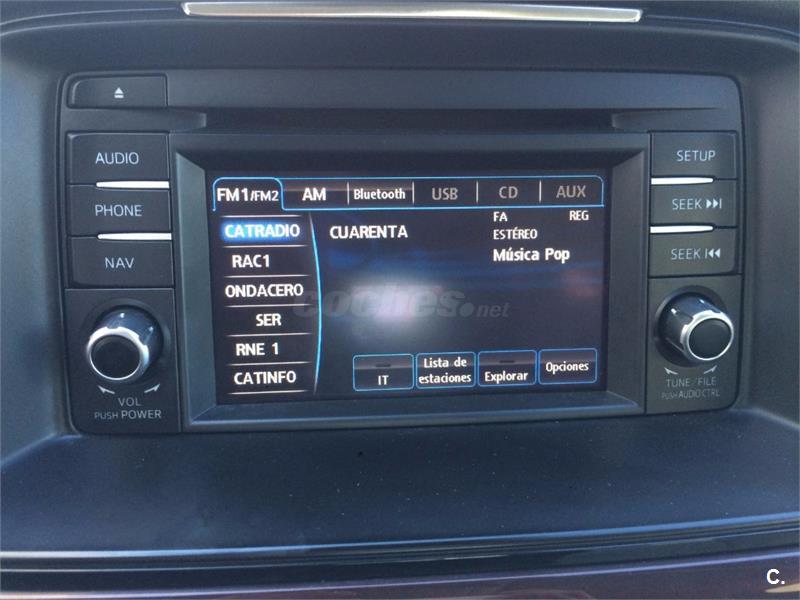 AUDIO
PHONE
NAV
VOL
PUSH POWER
FM1/FM2 AM Bluetooth USB CD AUX
CATRADIO
RAC1
ONDACERO
SER
RNE 1
CATINFO
CUARENTA
FA REG
ESTÉREO
Música Pop
coches.net
IT
Lista de
estaciones
Explorar
Opciones
SETUP
SEEK
SEEK
TUNE/FILE
PUSH AUDIO CTRL
C.